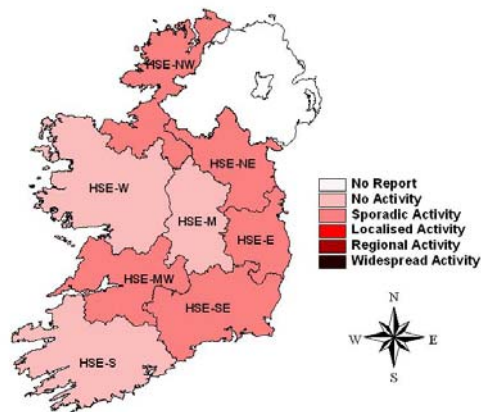 HSE-NW
HSE-NE
HSE-W
HSE-M
HSE-E
HSE-MW
HSE-SE
HSE-S
No Report
No Activity
Sporadic Activity
Localised Activity
Regional Activity
Widespread Activity
N
W E
S